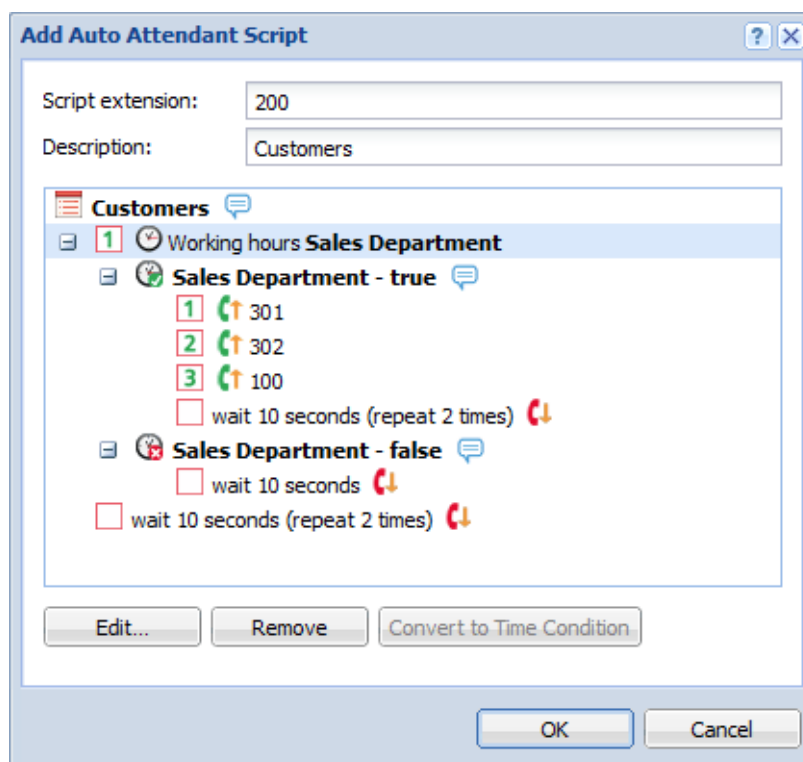 Add Auto Attendant Script ?
Script extension: 200
Description: Customers
Customers
1 Working hours Sales Department
Sales Department - true
1 301
2 302
3 100
wait 10 seconds (repeat 2 times)
Sales Department - false
wait 10 seconds
wait 10 seconds (repeat 2 times)
Edit... Remove Convert to Time Condition
OK Cancel